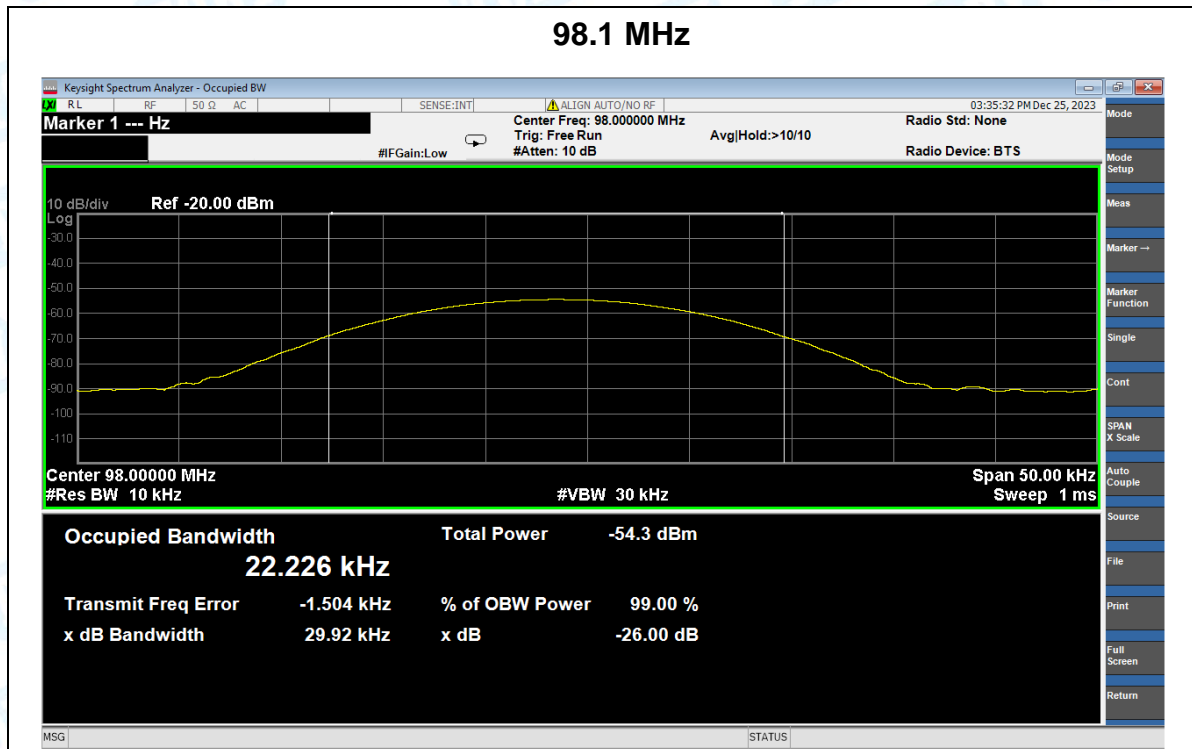 98.1 MHz
Keysight Spectrum Analyzer - Occupied BW
LXI RL RF 50 Ω AC SENSE:INT ALIGN AUTO/NO RF 03:35:32 PM Dec 25, 2023
Marker 1 --- Hz
Center Freq: 98.000000 MHz Radio Std: None
Trig: Free Run Avg|Hold:>10/10
#IFGain:Low #Atten: 10 dB Radio Device: BTS
10 dB/div Ref -20.00 dBm
Log
-30.0
-40.0
-50.0
-60.0
-70.0
-80.0
-90.0
-100
-110
Center 98.00000 MHz Span 50.00 kHz
#Res BW 10 kHz #VBW 30 kHz Sweep 1 ms
Occupied Bandwidth Total Power -54.3 dBm
22.226 kHz
Transmit Freq Error -1.504 kHz % of OBW Power 99.00 %
x dB Bandwidth 29.92 kHz x dB -26.00 dB
MSG STATUS
Mode
Mode
Setup
Meas
Marker →
Marker
Function
Single
Cont
SPAN
X Scale
Auto
Couple
Source
File
Print
Full
Screen
Return